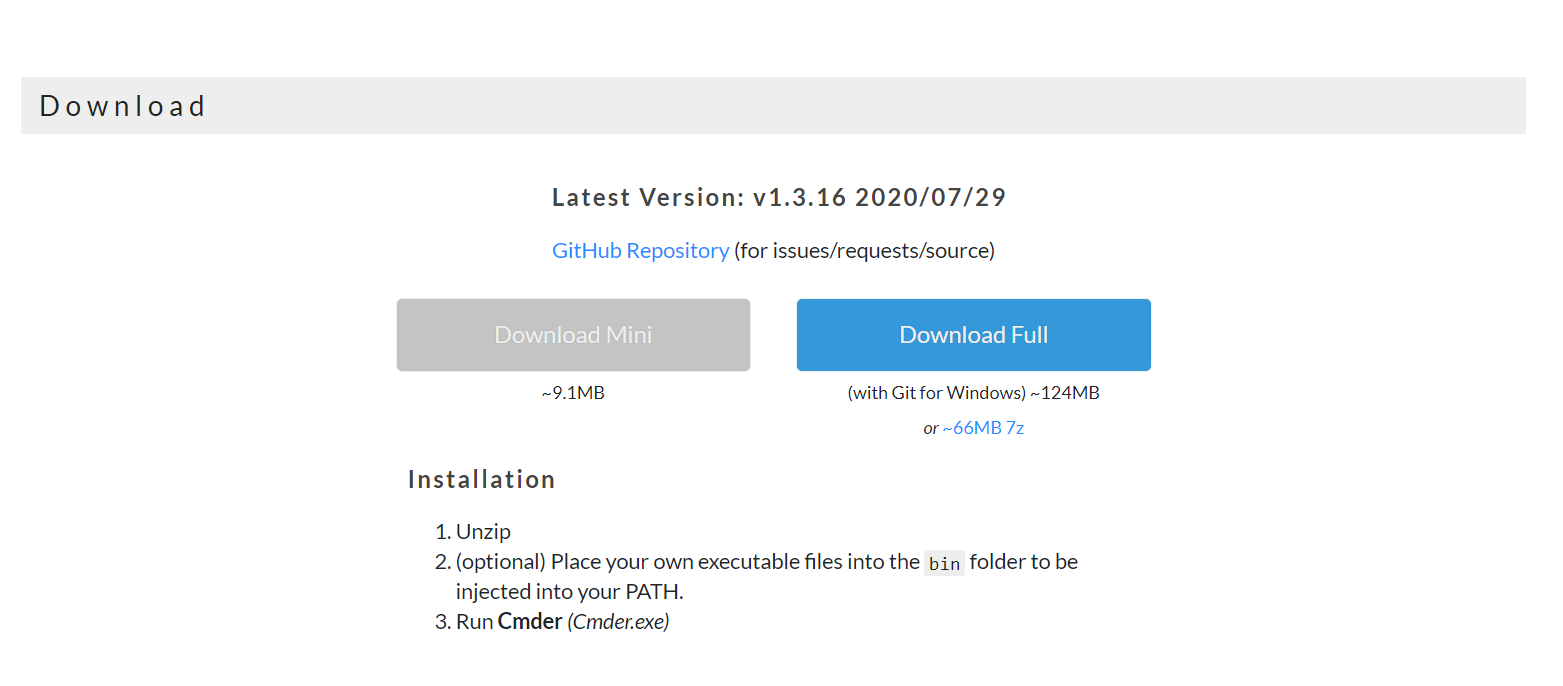 Download
Latest Version: v1.3.16 2020/07/29
GitHub Repository (for issues/requests/source)
Download Mini
Download Full
~9.1MB
(with Git for Windows) ~124MB
or ~66MB 7z
Installation
1. Unzip
2. (optional) Place your own executable files into the bin folder to be
injected into your PATH.
3. Run Cmder (Cmder.exe)